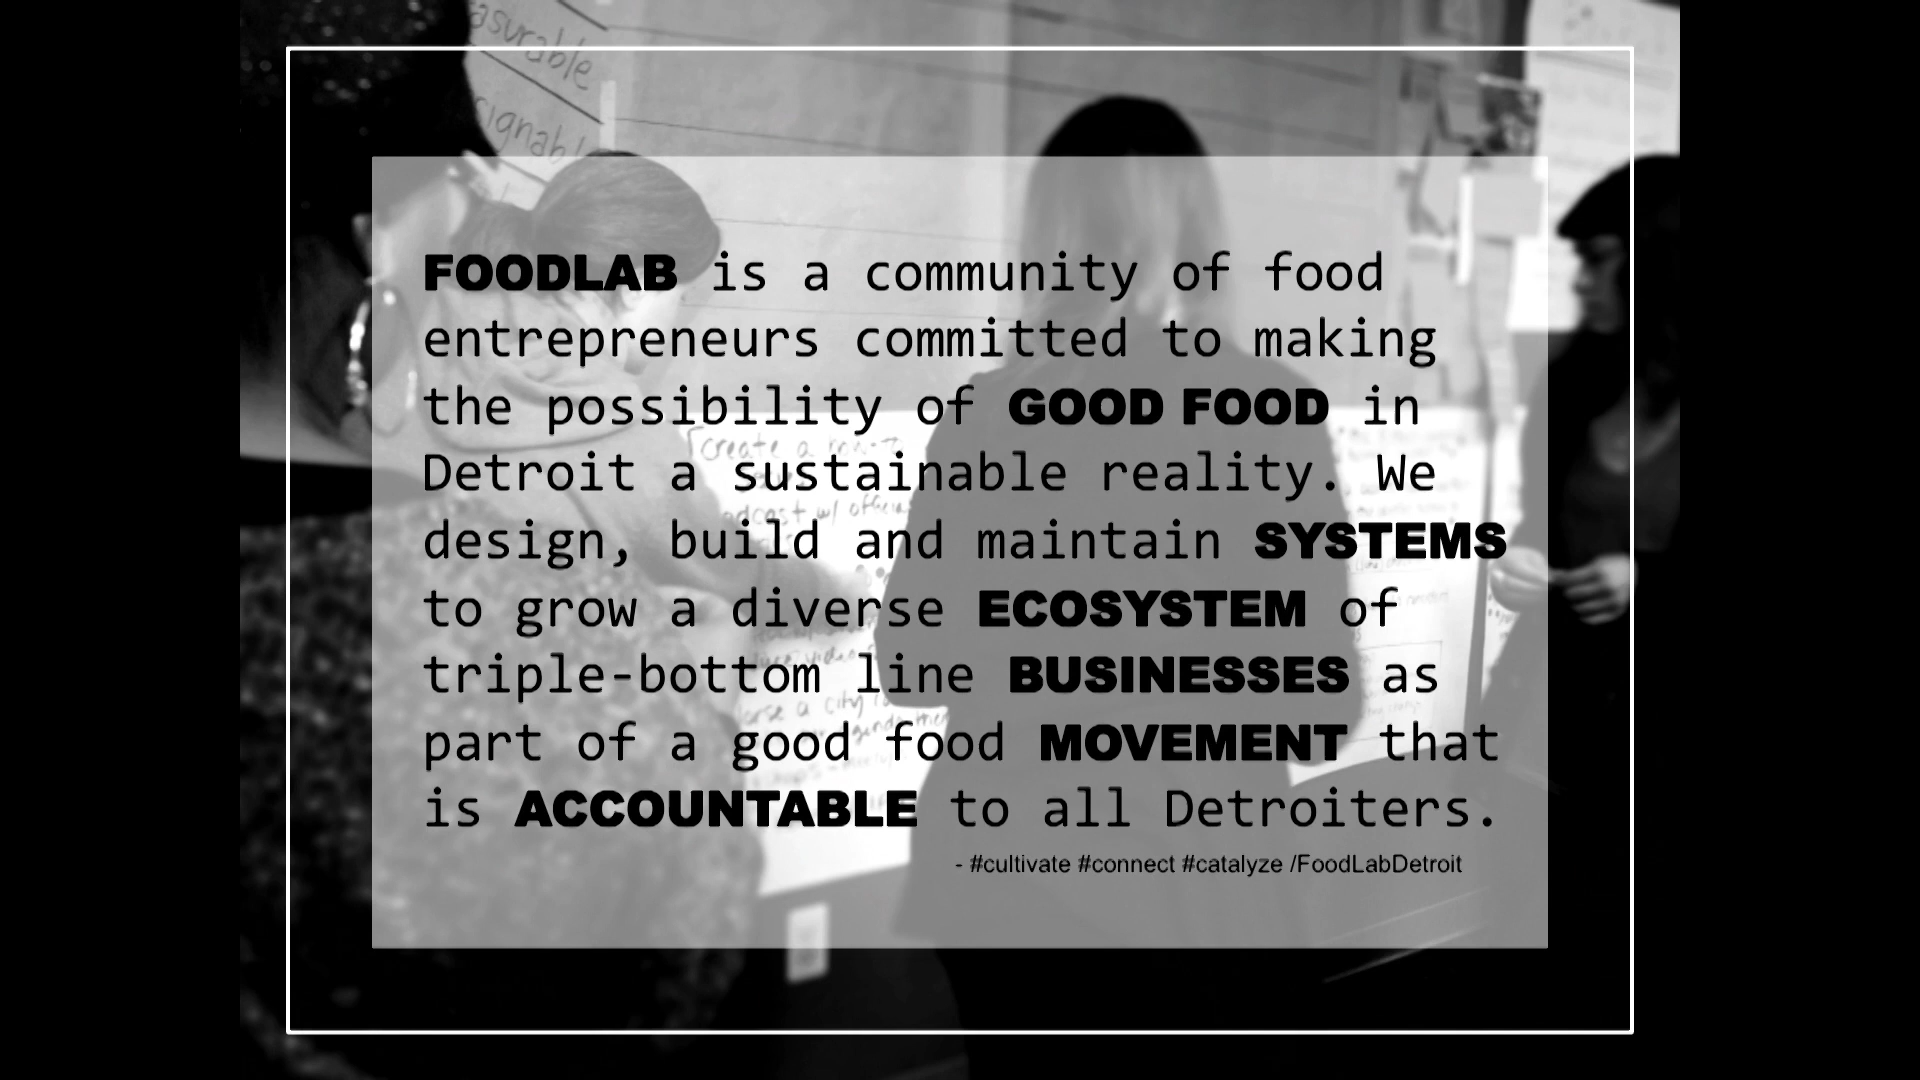 asurable
FOODLAB is a community of food
entrepreneurs committed to making
the possibility of GOOD FOOD in
Detroit a sustainable reality. We
design, build and maintain SYSTEMS
to grow a diverse ECOSYSTEM of
triple-bottom line BUSINESSES as
part of a good food MOVEMENT that
is ACCOUNTABLE to all Detroiters.
- #cultivate #connect #catalyze /FoodLabDetroit